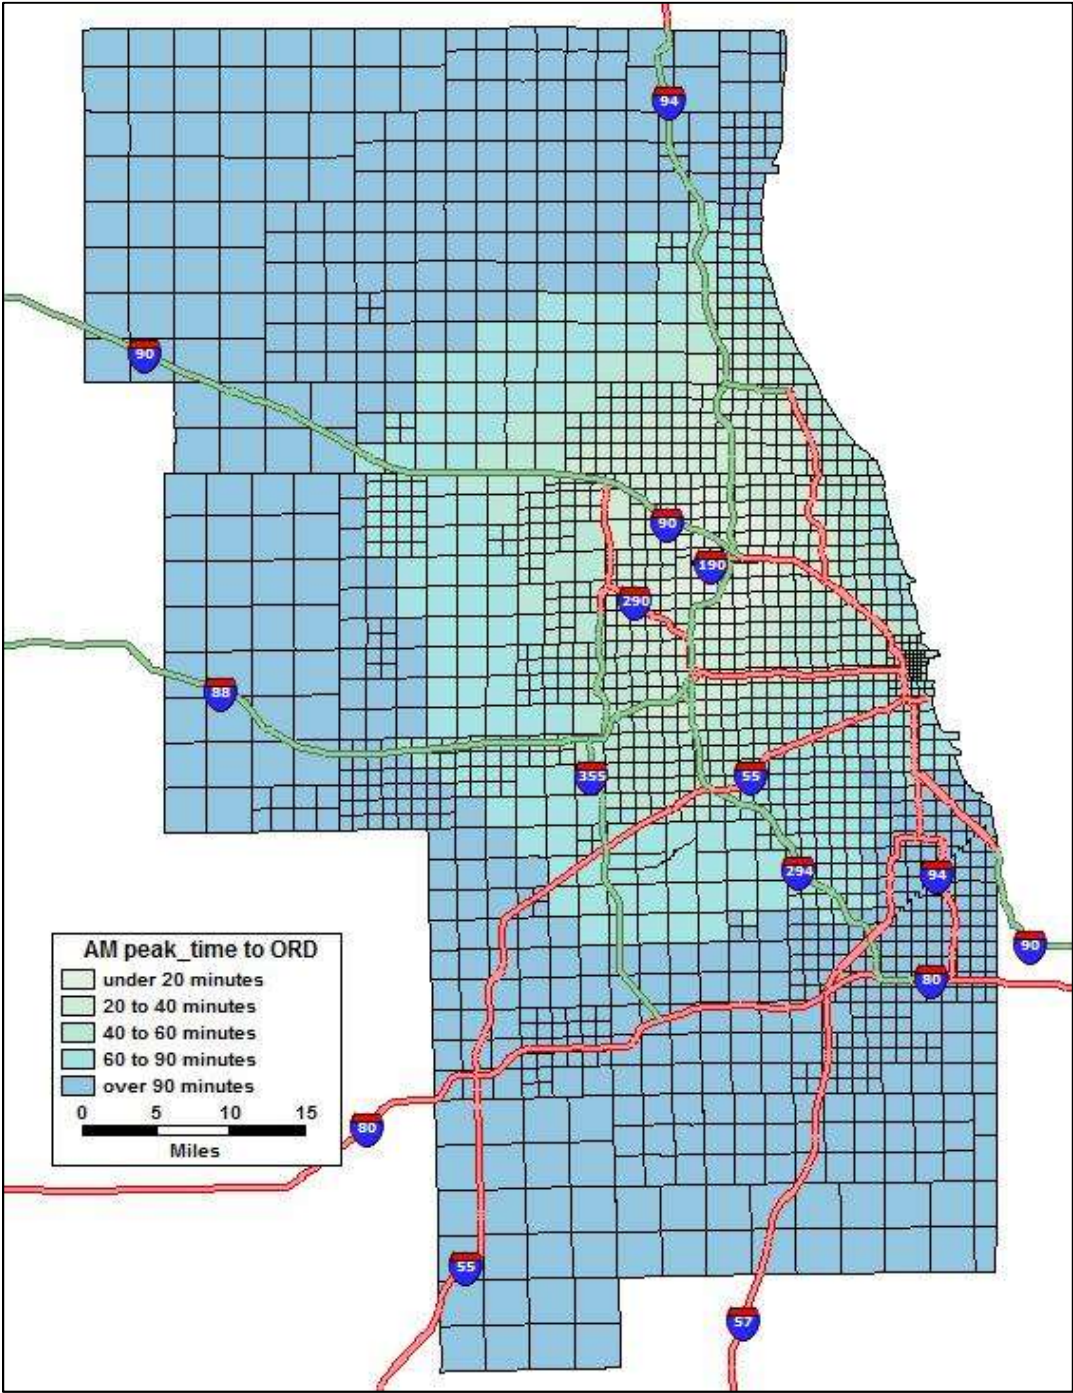 94
90
90
190
290
88
355
55
294
94
90
80
AM peak_time to ORD
under 20 minutes
20 to 40 minutes
40 to 60 minutes
60 to 90 minutes
over 90 minutes
0 5 10 15
Miles
80
55
57